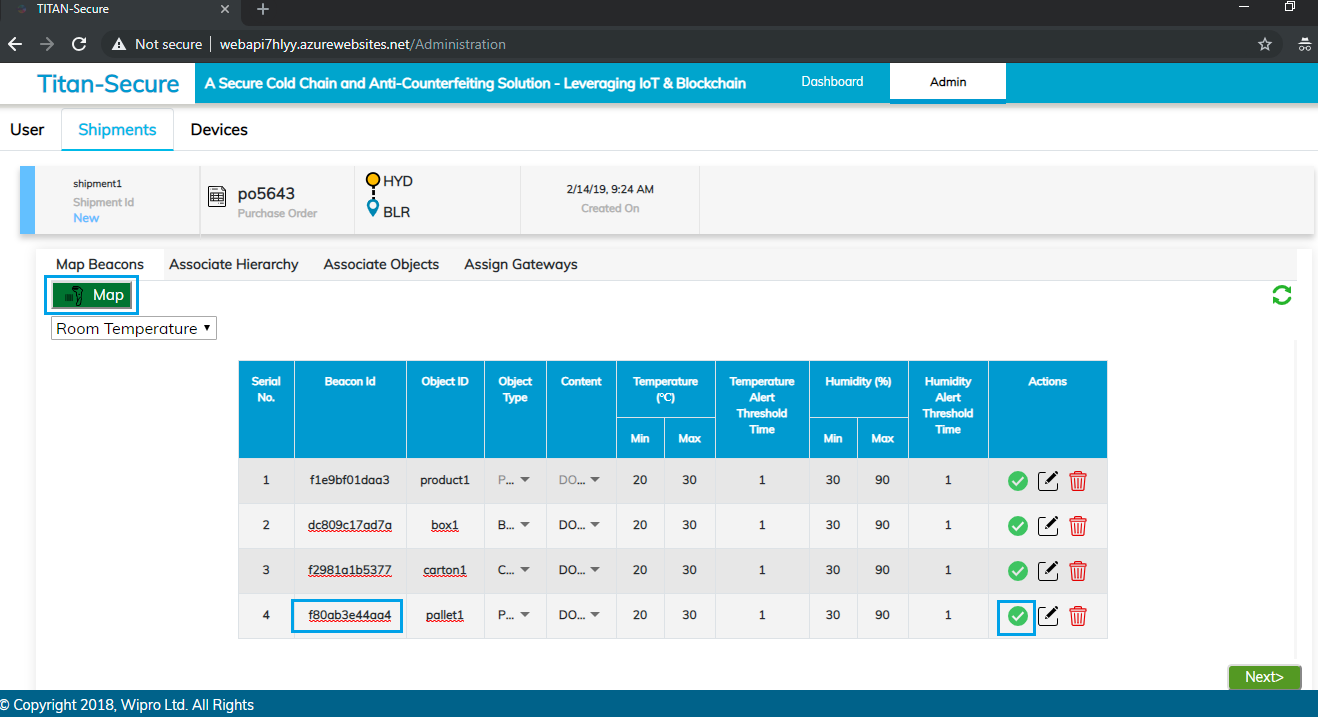 TITAN-Secure
Not secure | webapi7hlyy.azurewebsites.net/Administration
Titan-Secure
A Secure Cold Chain and Anti-Counterfeiting Solution - Leveraging IoT & Blockchain
Dashboard
Admin
User
Shipments
Devices
shipment1
Shipment Id
New
po5643
Purchase Order
HYD
BLR
2/14/19, 9:24 AM
Created On
Map Beacons
Associate Hierarchy
Associate Objects
Assign Gateways
Map
Room Temperature
Serial No. Beacon Id Object ID Object Type Content Temperature (°C) Temperature Alert Threshold Time Humidity (%) Humidity Alert Threshold Time Actions
Min Max Min Max
1 f1e9bf01daa3 product1 P... DO... 20 30 1 30 90 1
2 dc809c17ad7a box1 B... DO... 20 30 1 30 90 1
3 f2981a1b5377 carton1 C... DO... 20 30 1 30 90 1
4 f80ab3e44aa4 pallet1 P... DO... 20 30 1 30 90 1
Next>
© Copyright 2018, Wipro Ltd. All Rights